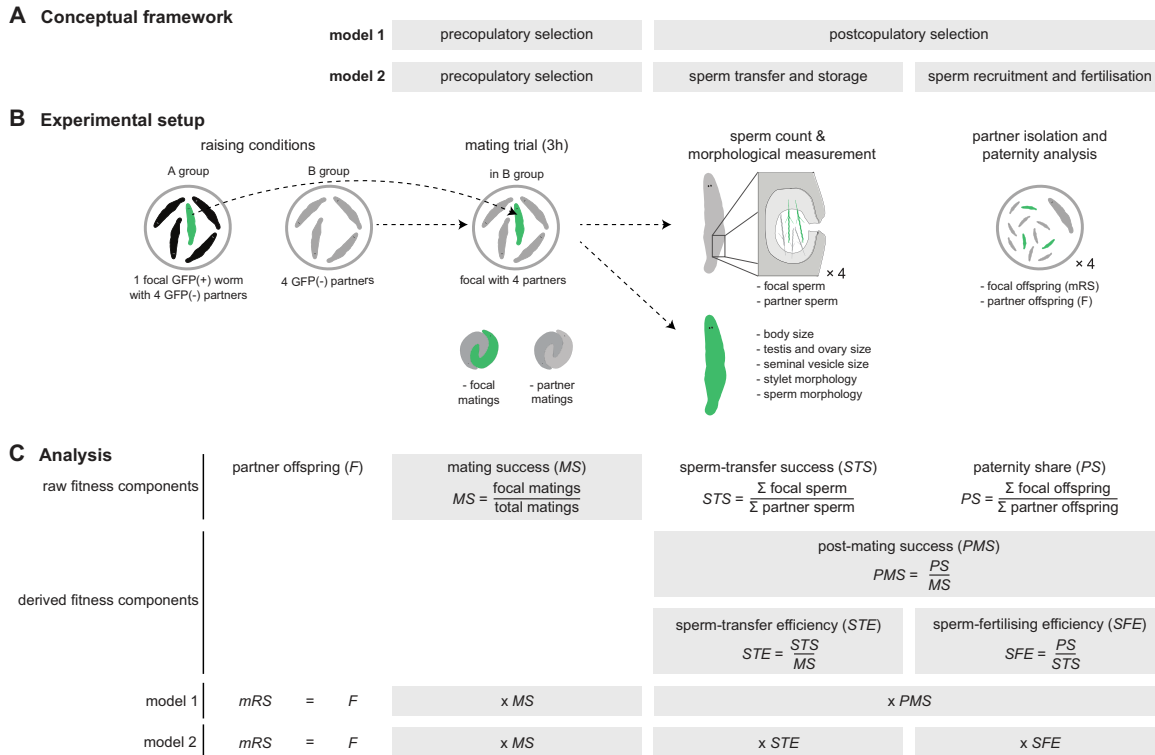 A Conceptual framework
model 1 precopulatory selection postcopulatory selection
model 2 precopulatory selection sperm transfer and storage sperm recruitment and fertilisation
B Experimental setup
raising conditions
A group
B group
1 focal GFP(+) worm
with 4 GFP(-) partners
4 GFP(-) partners
mating trial (3h)
in B group
focal with 4 partners
- focal
matings
- partner
matings
sperm count &
morphological measurement
× 4
- focal sperm
- partner sperm
- body size
- testis and ovary size
- seminal vesicle size
- stylet morphology
- sperm morphology
partner isolation and
paternity analysis
× 4
- focal offspring (mRS)
- partner offspring (F)
C Analysis
raw fitness components
partner offspring (F)
mating success (MS)
MS = focal matings / total matings
sperm-transfer success (STS)
STS = Σ focal sperm / Σ partner sperm
paternity share (PS)
PS = Σ focal offspring / Σ partner offspring
derived fitness components
post-mating success (PMS)
PMS = PS / MS
sperm-transfer efficiency (STE)
STE = STS / MS
sperm-fertilising efficiency (SFE)
SFE = PS / STS
model 1 mRS = F x MS x PMS
model 2 mRS = F x MS x STE x SFE